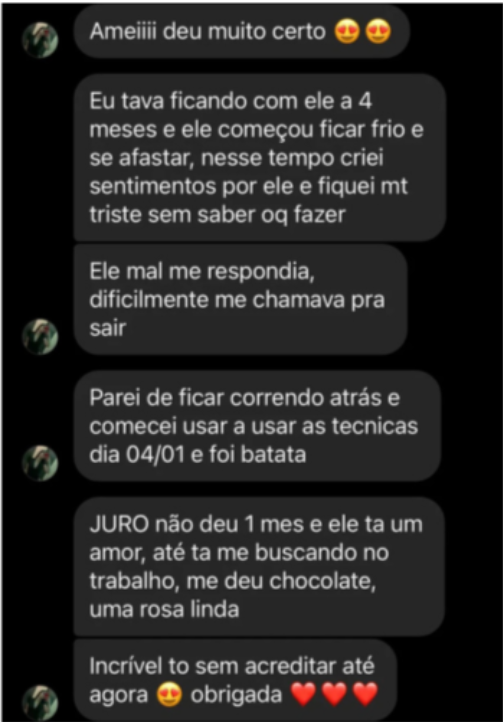 Ameiiii deu muito certo 😍😍
Eu tava ficando com ele a 4
meses e ele começou ficar frio e
se afastar, nesse tempo criei
sentimentos por ele e fiquei mt
triste sem saber oq fazer
Ele mal me respondia,
dificilmente me chamava pra
sair
Parei de ficar correndo atrás e
comecei usar a usar as tecnicas
dia 04/01 e foi batata
JURO não deu 1 mes e ele ta um
amor, até ta me buscando no
trabalho, me deu chocolate,
uma rosa linda
Incrível to sem acreditar até
agora 😍 obrigada ❤️❤️❤️